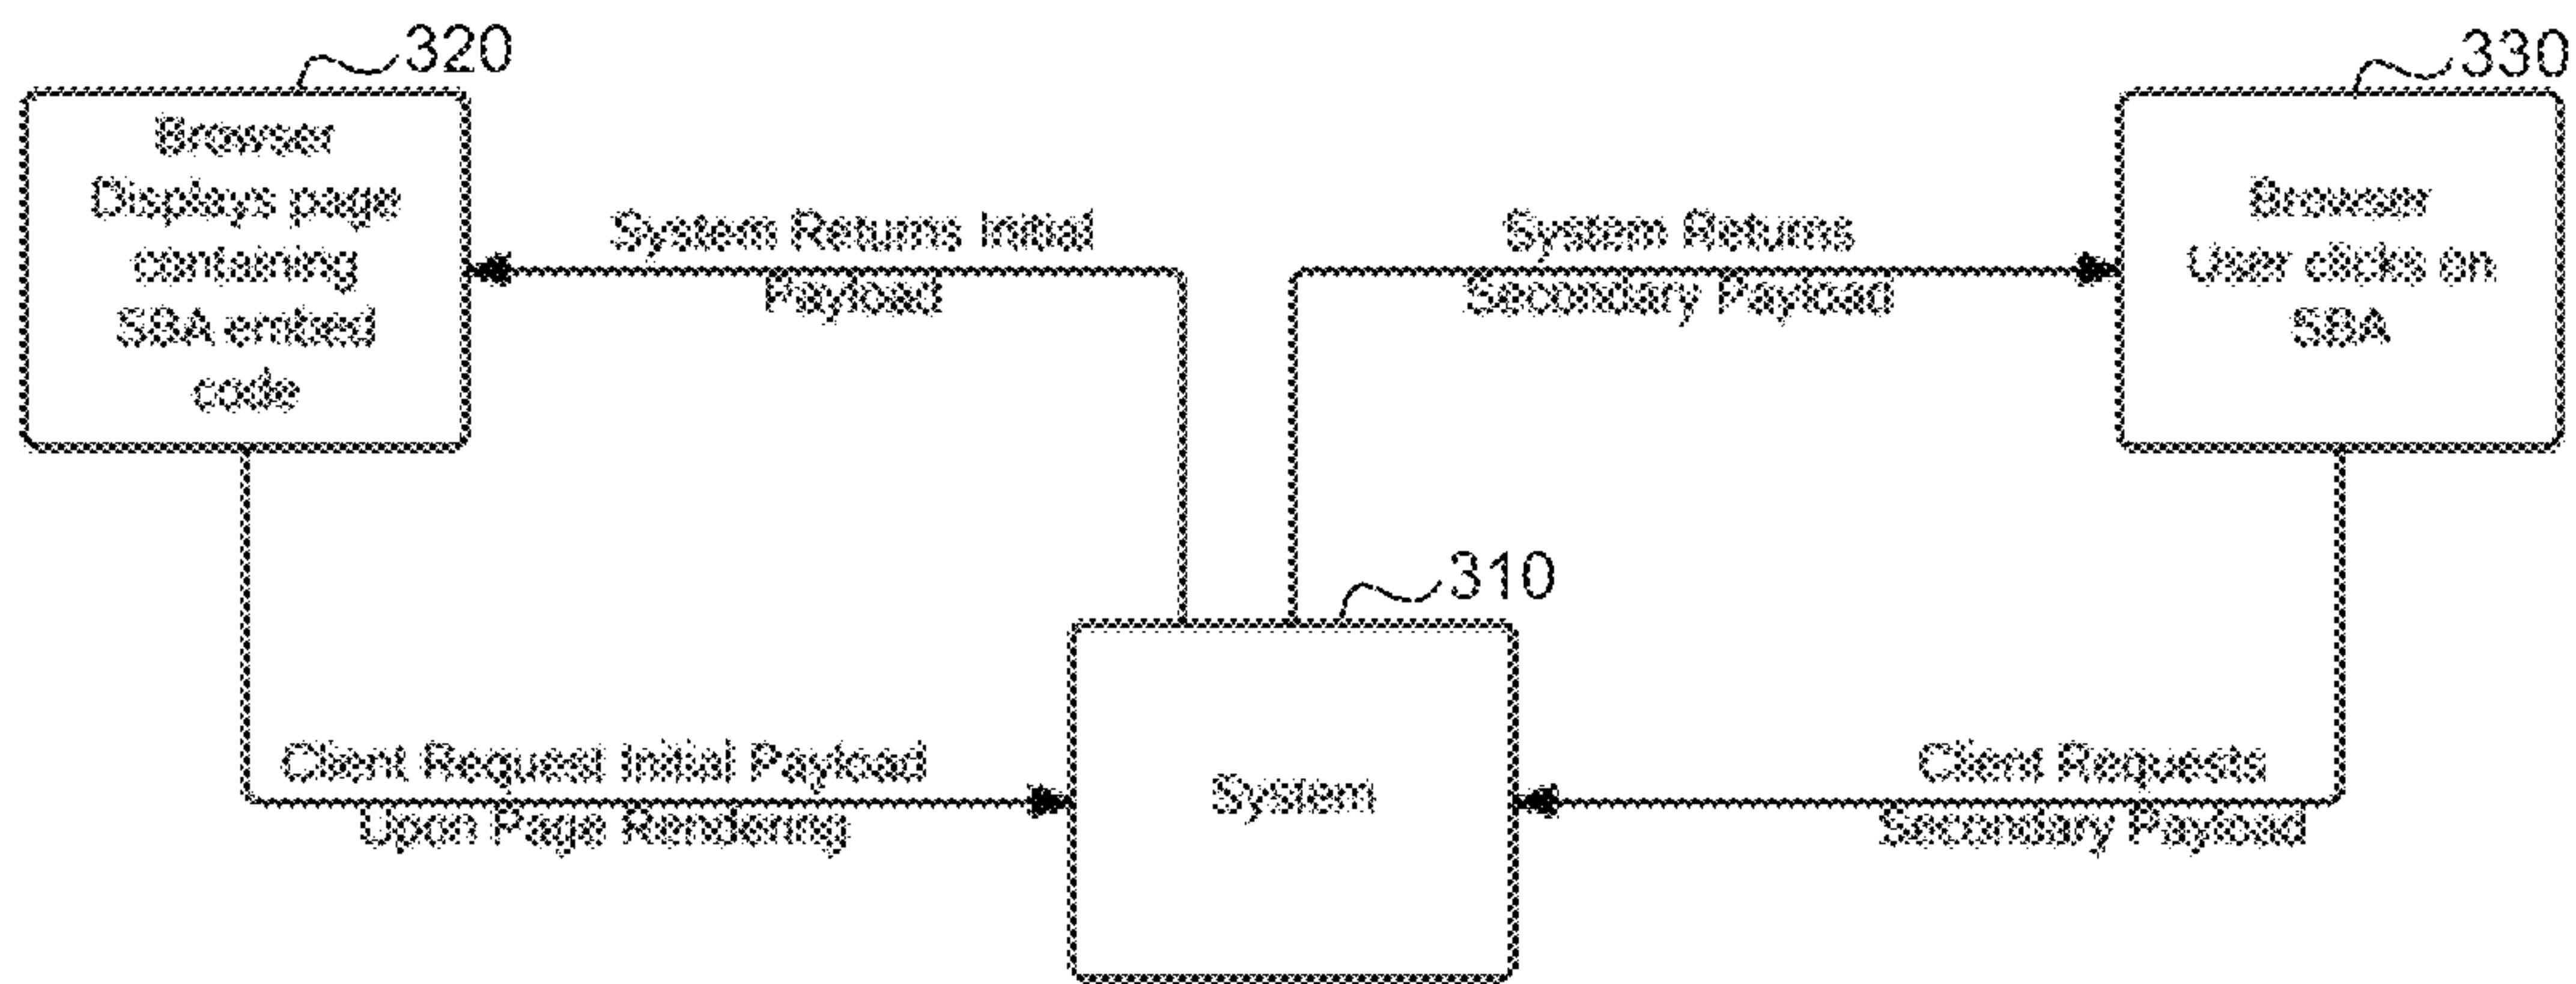 320
Browser
Displays page
containing
SBA embed
code
System Returns Initial
Payload
System Returns
Secondary Payload
330
Browser
User clicks on
SBA
310
System
Client Request Initial Payload
Upon Page Rendering
Client Requests
Secondary Payload